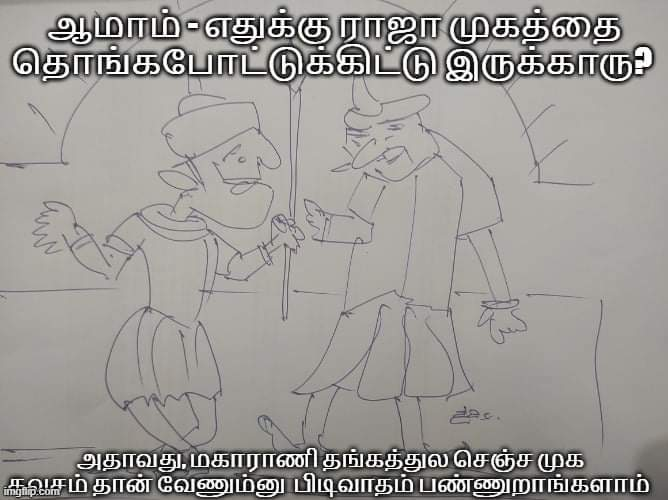 ஆமாம் - எதுக்கு ராஜா முகத்தை
தொங்கபோட்டுக்கிட்டு இருக்காரு?
அதாவது, மகாராணி தங்கத்துல செஞ்ச முக
கவசம் தான் வேணும்னு பிடிவாதம் பண்ணுறாங்களாம்
imgflip.com